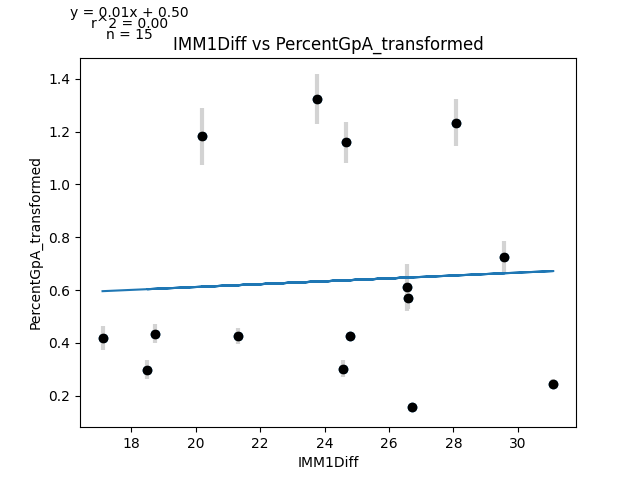 y = 0.01x + 0.50
r^2 = 0.00
n = 15
IMM1Diff vs PercentGpA_transformed
PercentGpA_transformed
1.4
1.2
1.0
0.8
0.6
0.4
0.2
18 20 22 24 26 28 30
IMM1Diff